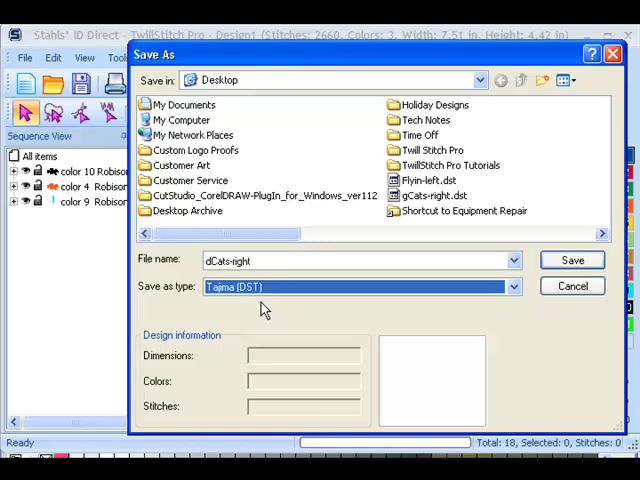 Stahls' ID Direct - TwillStitch Pro - Design1 (Stitches: 2660, Colors: 3, Width: 7.51 in, Height: 4.42 in)
File Edit View Tools
Save As
Save in: Desktop
Sequence View
All items
color 10 Robison
color 4 Robison
color 9 Robison
My Documents
My Computer
My Network Places
Custom Logo Proofs
Customer Art
Customer Service
CutStudio_CorelDRAW-PlugIn_for_Windows_ver112
Desktop Archive
Holiday Designs
Tech Notes
Time Off
Twill Stitch Pro
TwillStitch Pro Tutorials
Flyin-left.dst
gCats-right.dst
Shortcut to Equipment Repair
File name: dCats-right Save
Save as type: Tajima (DST) Cancel
Design information
Dimensions:
Colors:
Stitches:
Ready Total: 18, Selected: 0, Stitches: 0